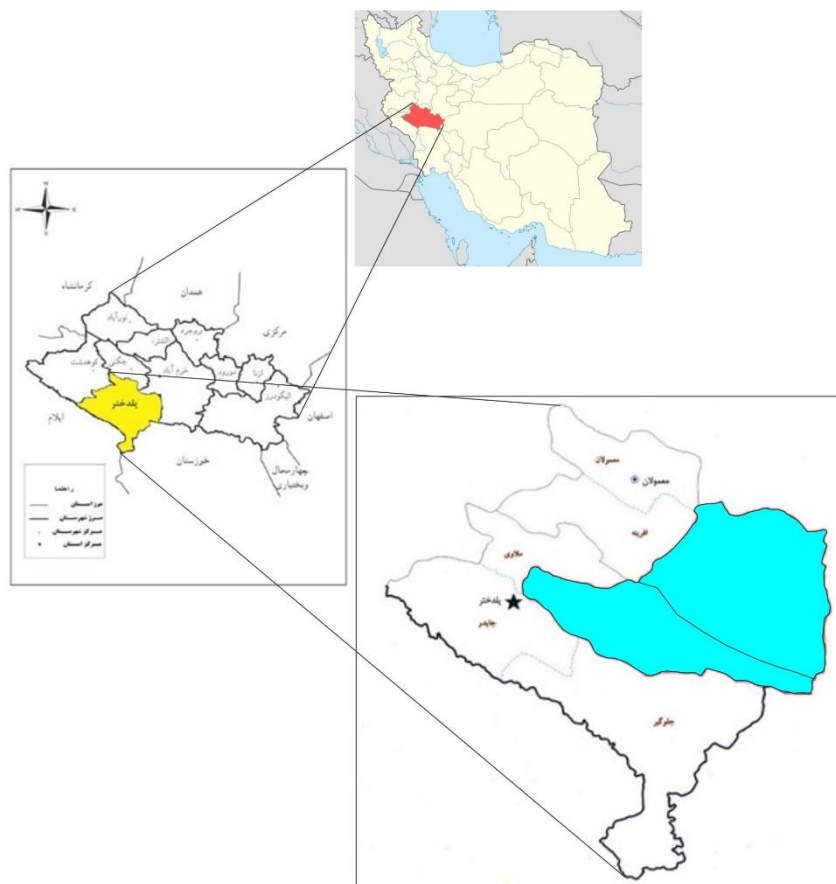 N
W
E
S
کرمانشاه
همدان
مرکزی
نورآباد
بروجرد
الشتر
کوهدشت
چگنی
خرم آباد
دورود
ازنا
الیگودرز
پلدختر
ایلام
اصفهان
خوزستان
چهارمحال
وبختیاری
راهنما
مرز استان
مرز شهرستان
مرکز شهرستان
مرکز استان
معمولان
معمولان
افرینه
ملاوی
پلدختر
جایدر
جلوگیر